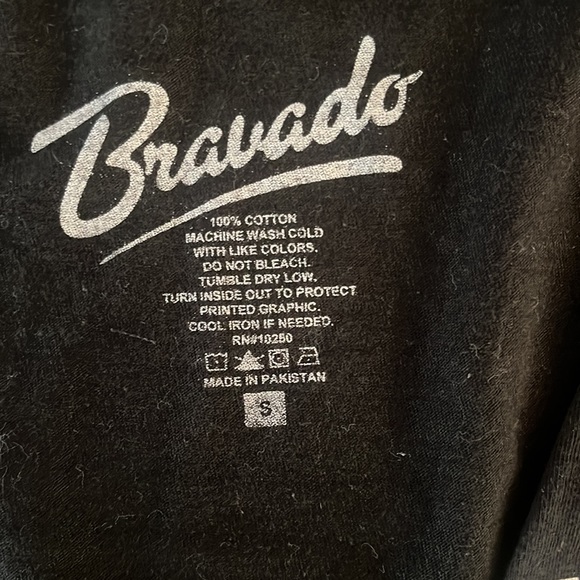 Bravado
100% COTTON
MACHINE WASH COLD
WITH LIKE COLORS.
DO NOT BLEACH.
TUMBLE DRY LOW.
TURN INSIDE OUT TO PROTECT
PRINTED GRAPHIC.
COOL IRON IF NEEDED.
RN#10250
MADE IN PAKISTAN
S